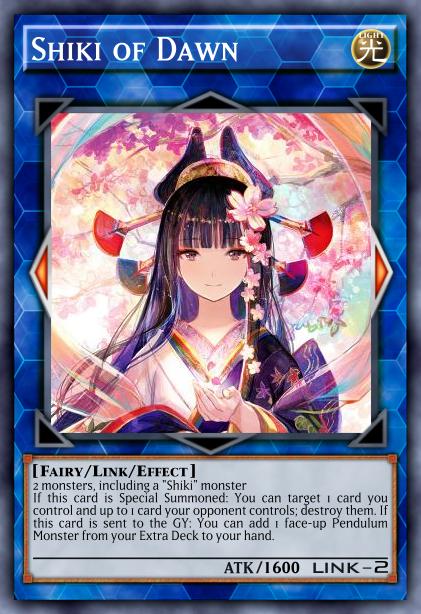 Shiki of Dawn
LIGHT
光
[Fairy/Link/Effect]
2 monsters, including a "Shiki" monster
If this card is Special Summoned: You can target 1 card you
control and up to 1 card your opponent controls; destroy them. If
this card is sent to the GY: You can add 1 face-up Pendulum
Monster from your Extra Deck to your hand.
ATK/1600 LINK-2